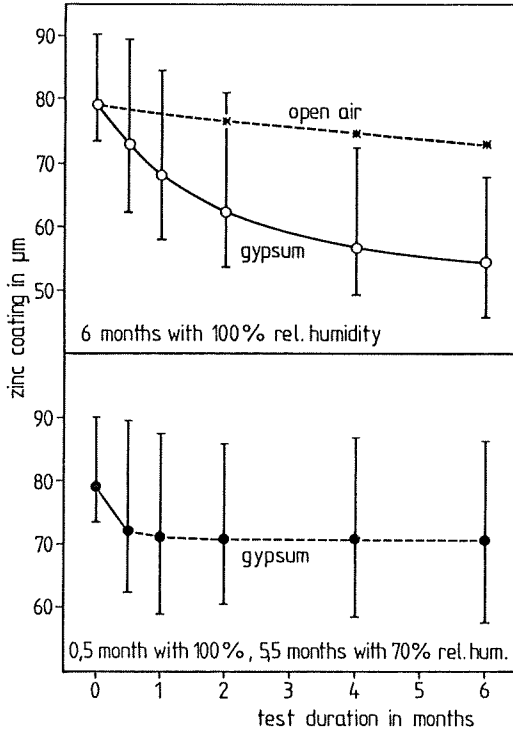 90
80
open air
70
60
gypsum
50
6 months with 100% rel. humidity
zinc coating in µm
90
80
70
gypsum
60
0,5 month with 100%, 5,5 months with 70% rel. hum.
0 1 2 3 4 5 6
test duration in months